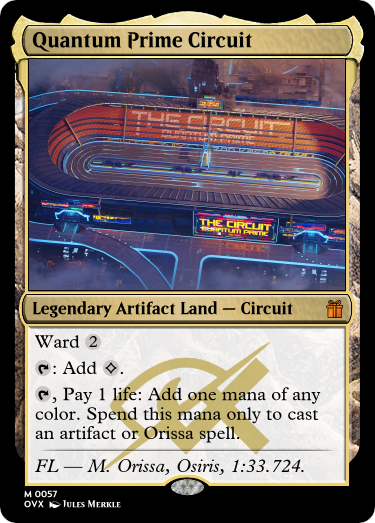 Quantum Prime Circuit
THE CIRCUIT
QUANTUM PRIME
THE CIRCUIT
QUANTUM PRIME
Legendary Artifact Land — Circuit
Ward 2
: Add .
, Pay 1 life: Add one mana of any
color. Spend this mana only to cast
an artifact or Orissa spell.
FL — M. Orissa, Osiris, 1:33.724.
M 0057
OVX Jules Merkle